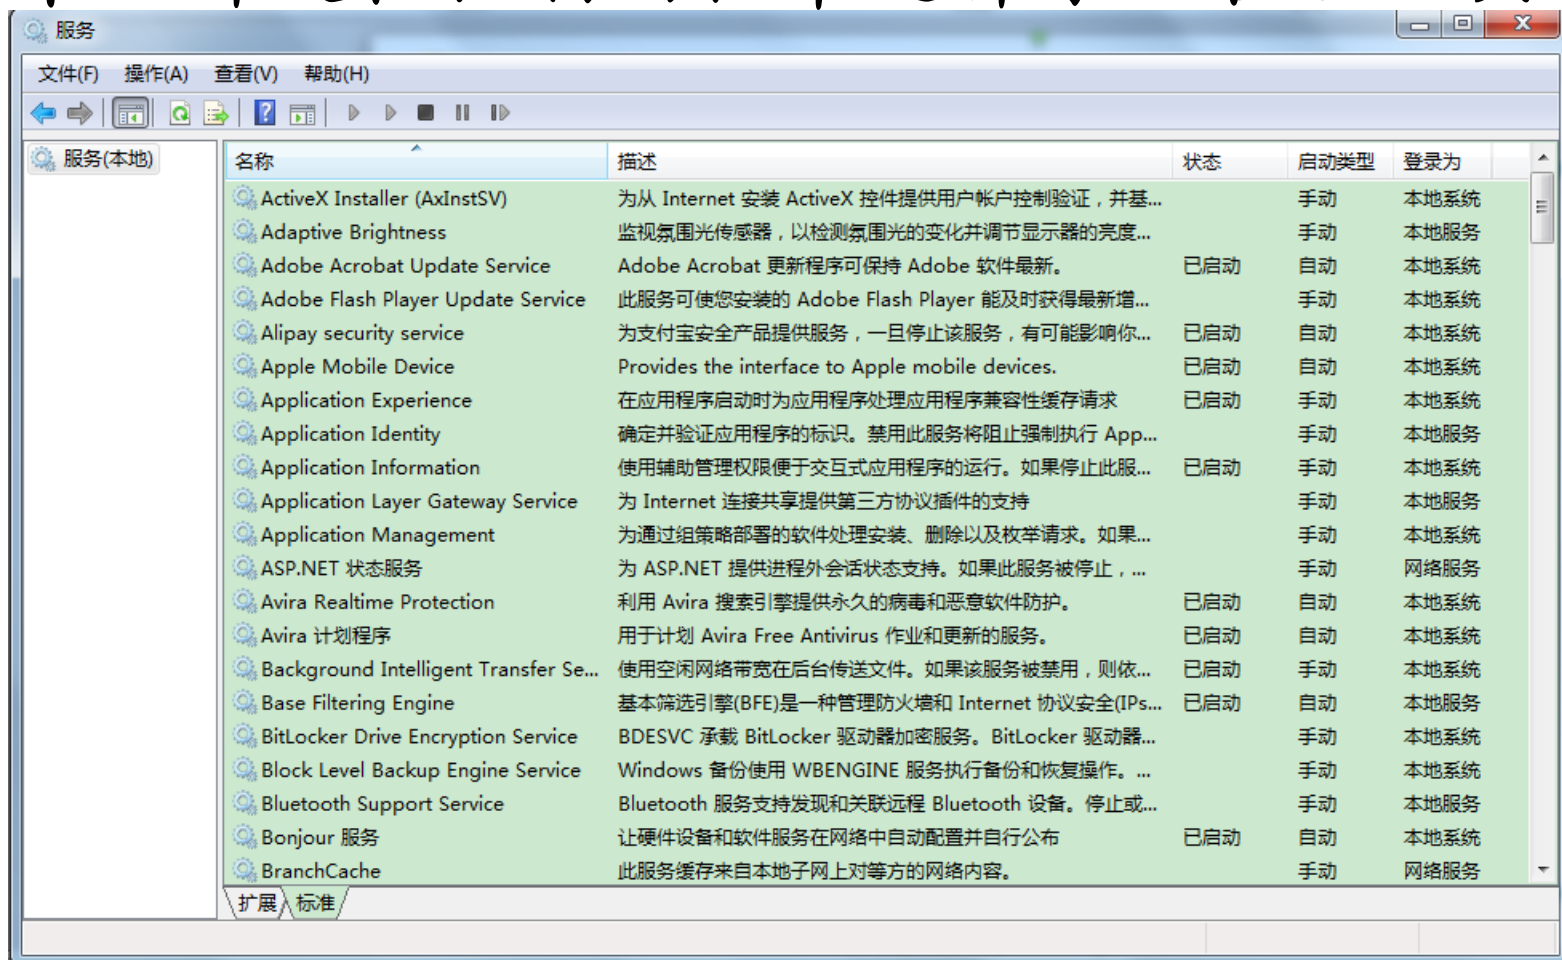 服务
文件(F) 操作(A) 查看(V) 帮助(H)
服务(本地)
名称 描述 状态 启动类型 登录为
ActiveX Installer (AxInstSV) 为从 Internet 安装 ActiveX 控件提供用户帐户控制验证，并基... 手动 本地系统
Adaptive Brightness 监视氛围光传感器，以检测氛围光的变化并调节显示器的亮度... 手动 本地服务
Adobe Acrobat Update Service Adobe Acrobat 更新程序可保持 Adobe 软件最新。 已启动 自动 本地系统
Adobe Flash Player Update Service 此服务可使您安装的 Adobe Flash Player 能及时获得最新增... 手动 本地系统
Alipay security service 为支付宝安全产品提供服务，一旦停止该服务，有可能影响你... 已启动 自动 本地系统
Apple Mobile Device Provides the interface to Apple mobile devices. 已启动 自动 本地系统
Application Experience 在应用程序启动时为应用程序处理应用程序兼容性缓存请求 已启动 手动 本地系统
Application Identity 确定并验证应用程序的标识。禁用此服务将阻止强制执行 App... 手动 本地服务
Application Information 使用辅助管理权限便于交互式应用程序的运行。如果停止此服... 已启动 手动 本地系统
Application Layer Gateway Service 为 Internet 连接共享提供第三方协议插件的支持 手动 本地服务
Application Management 为通过组策略部署的软件处理安装、删除以及枚举请求。如果... 手动 本地系统
ASP.NET 状态服务 为 ASP.NET 提供进程外会话状态支持。如果此服务被停止，... 手动 网络服务
Avira Realtime Protection 利用 Avira 搜索引擎提供永久的病毒和恶意软件防护。 已启动 自动 本地系统
Avira 计划程序 用于计划 Avira Free Antivirus 作业和更新的服务。 已启动 自动 本地系统
Background Intelligent Transfer Se... 使用空闲网络带宽在后台传送文件。如果该服务被禁用，则依... 已启动 手动 本地系统
Base Filtering Engine 基本筛选引擎(BFE)是一种管理防火墙和 Internet 协议安全(IPs... 已启动 自动 本地服务
BitLocker Drive Encryption Service BDESVC 承载 BitLocker 驱动器加密服务。BitLocker 驱动器... 手动 本地系统
Block Level Backup Engine Service Windows 备份使用 WBENGINE 服务执行备份和恢复操作。... 手动 本地系统
Bluetooth Support Service Bluetooth 服务支持发现和关联远程 Bluetooth 设备。停止或... 手动 本地服务
Bonjour 服务 让硬件设备和软件服务在网络中自动配置并自行公布 已启动 自动 本地系统
BranchCache 此服务缓存来自本地子网上对等方的网络内容。 手动 网络服务
扩展 标准